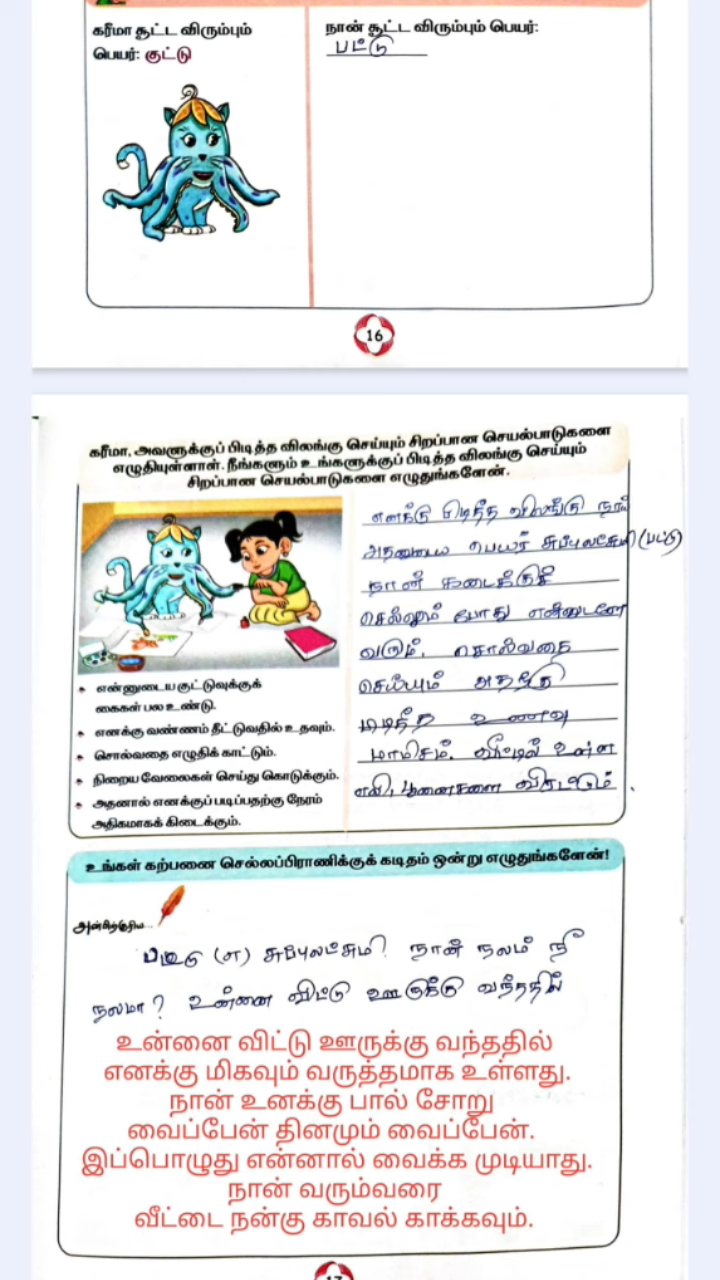 கரீமா சூட்ட விரும்பும்
பெயர்: குட்டு
நான் சூட்ட விரும்பும் பெயர்:
பட்டு
16
கரீமா, அவளுக்குப் பிடித்த விலங்கு செய்யும் சிறப்பான செயல்பாடுகளை
எழுதியுள்ளாள். நீங்களும் உங்களுக்குப் பிடித்த விலங்கு செய்யும்
சிறப்பான செயல்பாடுகளை எழுதுங்களேன்.
என்னுடைய குட்டுவுக்குக்
கைகள் பல உண்டு.
எனக்கு வண்ணம் தீட்டுவதில் உதவும்.
சொல்வதை எழுதிக் காட்டும்.
நிறைய வேலைகள் செய்து கொடுக்கும்.
அதனால் எனக்குப் படிப்பதற்கு நேரம்
அதிகமாகக் கிடைக்கும்.
எனக்கு பிடித்த விலங்கு நாய்
அதனுடைய பெயர் சுப்புலட்சுமி (பட்டு)
நான் கடைக்குச்
செல்லும் போது என்னுடனே
வரும். சொல்வதை
செய்யும் அதற்கு
பிடித்த உணவு
மாமிசம். வீட்டில் உள்ள
எலி, பூனைகளை விரட்டும்.
உங்கள் கற்பனை செல்லப்பிராணிக்குக் கடிதம் ஒன்று எழுதுங்களேன்!
அன்பிற்குரிய...
பட்டு (எ) சுப்புலட்சுமி. நான் நலம் நீ
நலமா? உன்னை விட்டு ஊருக்கு வந்ததில்
உன்னை விட்டு ஊருக்கு வந்ததில்
எனக்கு மிகவும் வருத்தமாக உள்ளது.
நான் உனக்கு பால் சோறு
வைப்பேன் தினமும் வைப்பேன்.
இப்பொழுது என்னால் வைக்க முடியாது.
நான் வரும்வரை
வீட்டை நன்கு காவல் காக்கவும்.